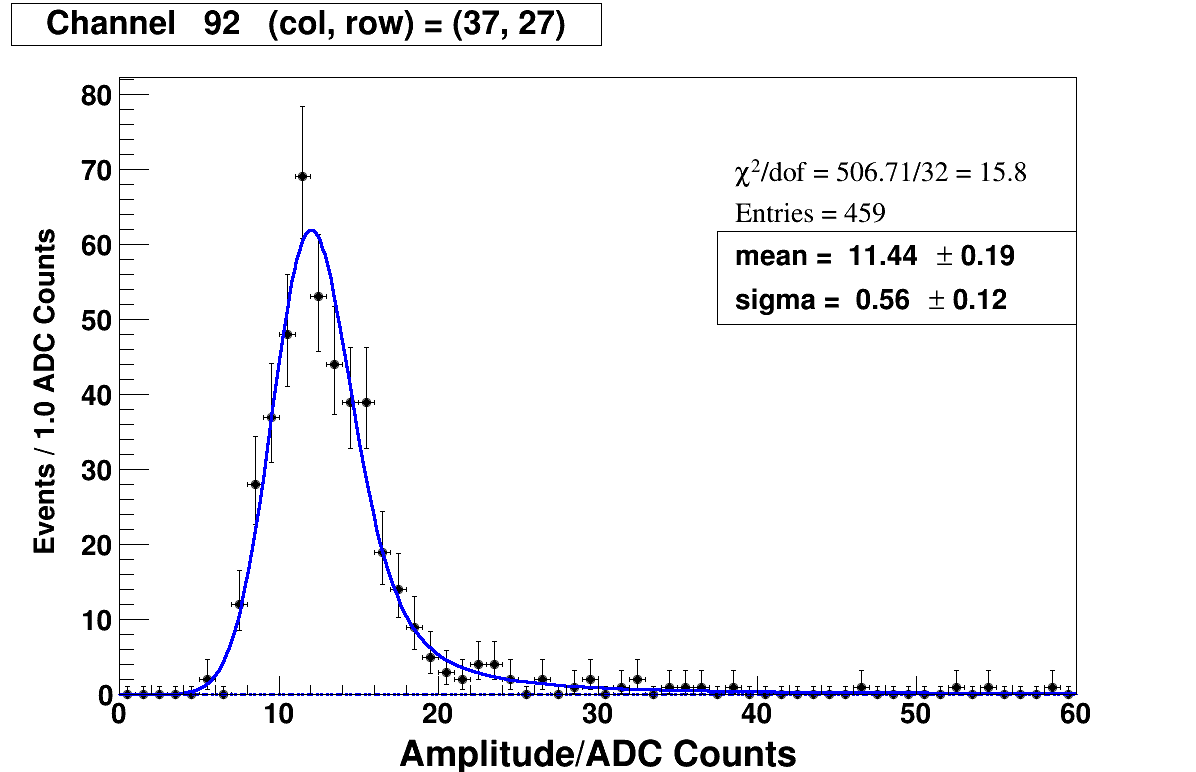 Channel 92 (col, row) = (37, 27)
80
70
60
50
40
30
20
10
0
Events / 1.0 ADC Counts
χ²/dof = 506.71/32 = 15.8
Entries = 459
mean = 11.44 ± 0.19
sigma = 0.56 ± 0.12
0 10 20 30 40 50 60
Amplitude/ADC Counts